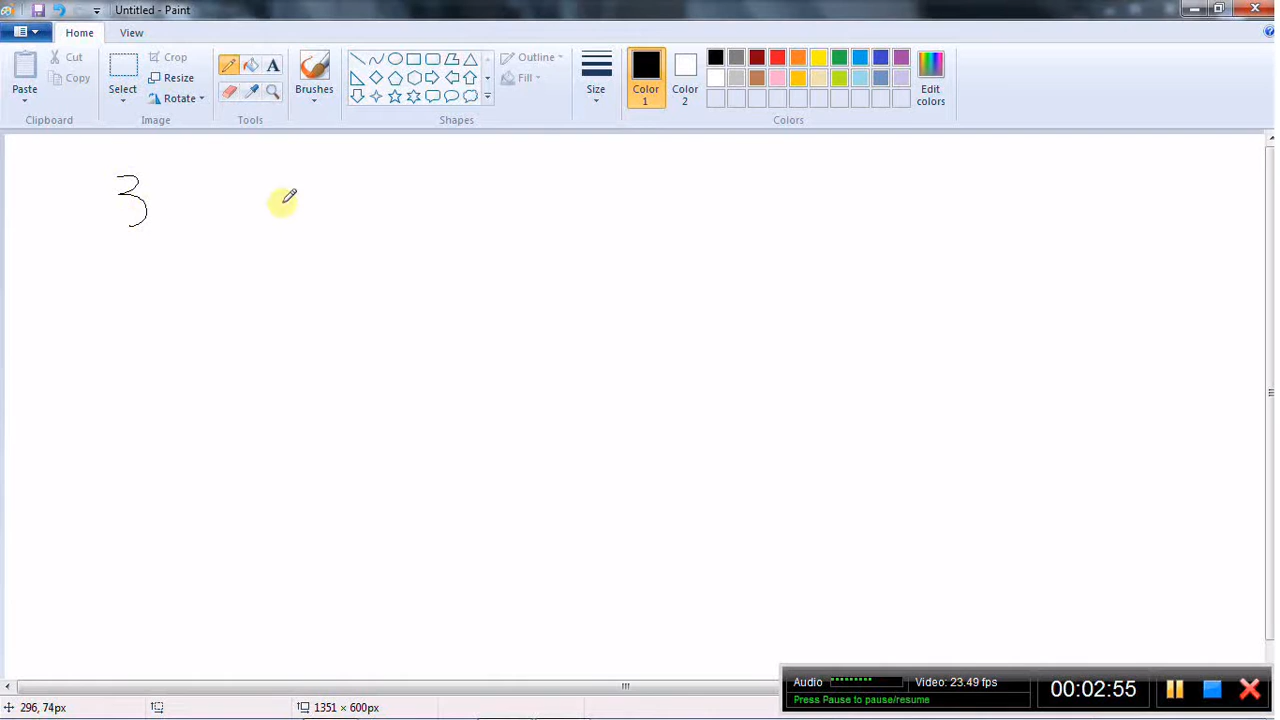 Untitled - Paint
Home View
Paste
Cut
Copy
Clipboard
Select
Crop
Resize
Rotate
Image
A
Tools
Brushes
Shapes
Outline
Fill
Size
Color 1
Color 2
Edit colors
Colors
3
Audio Video: 23.49 fps
Press Pause to pause/resume
00:02:55
296, 74px 1351 × 600px